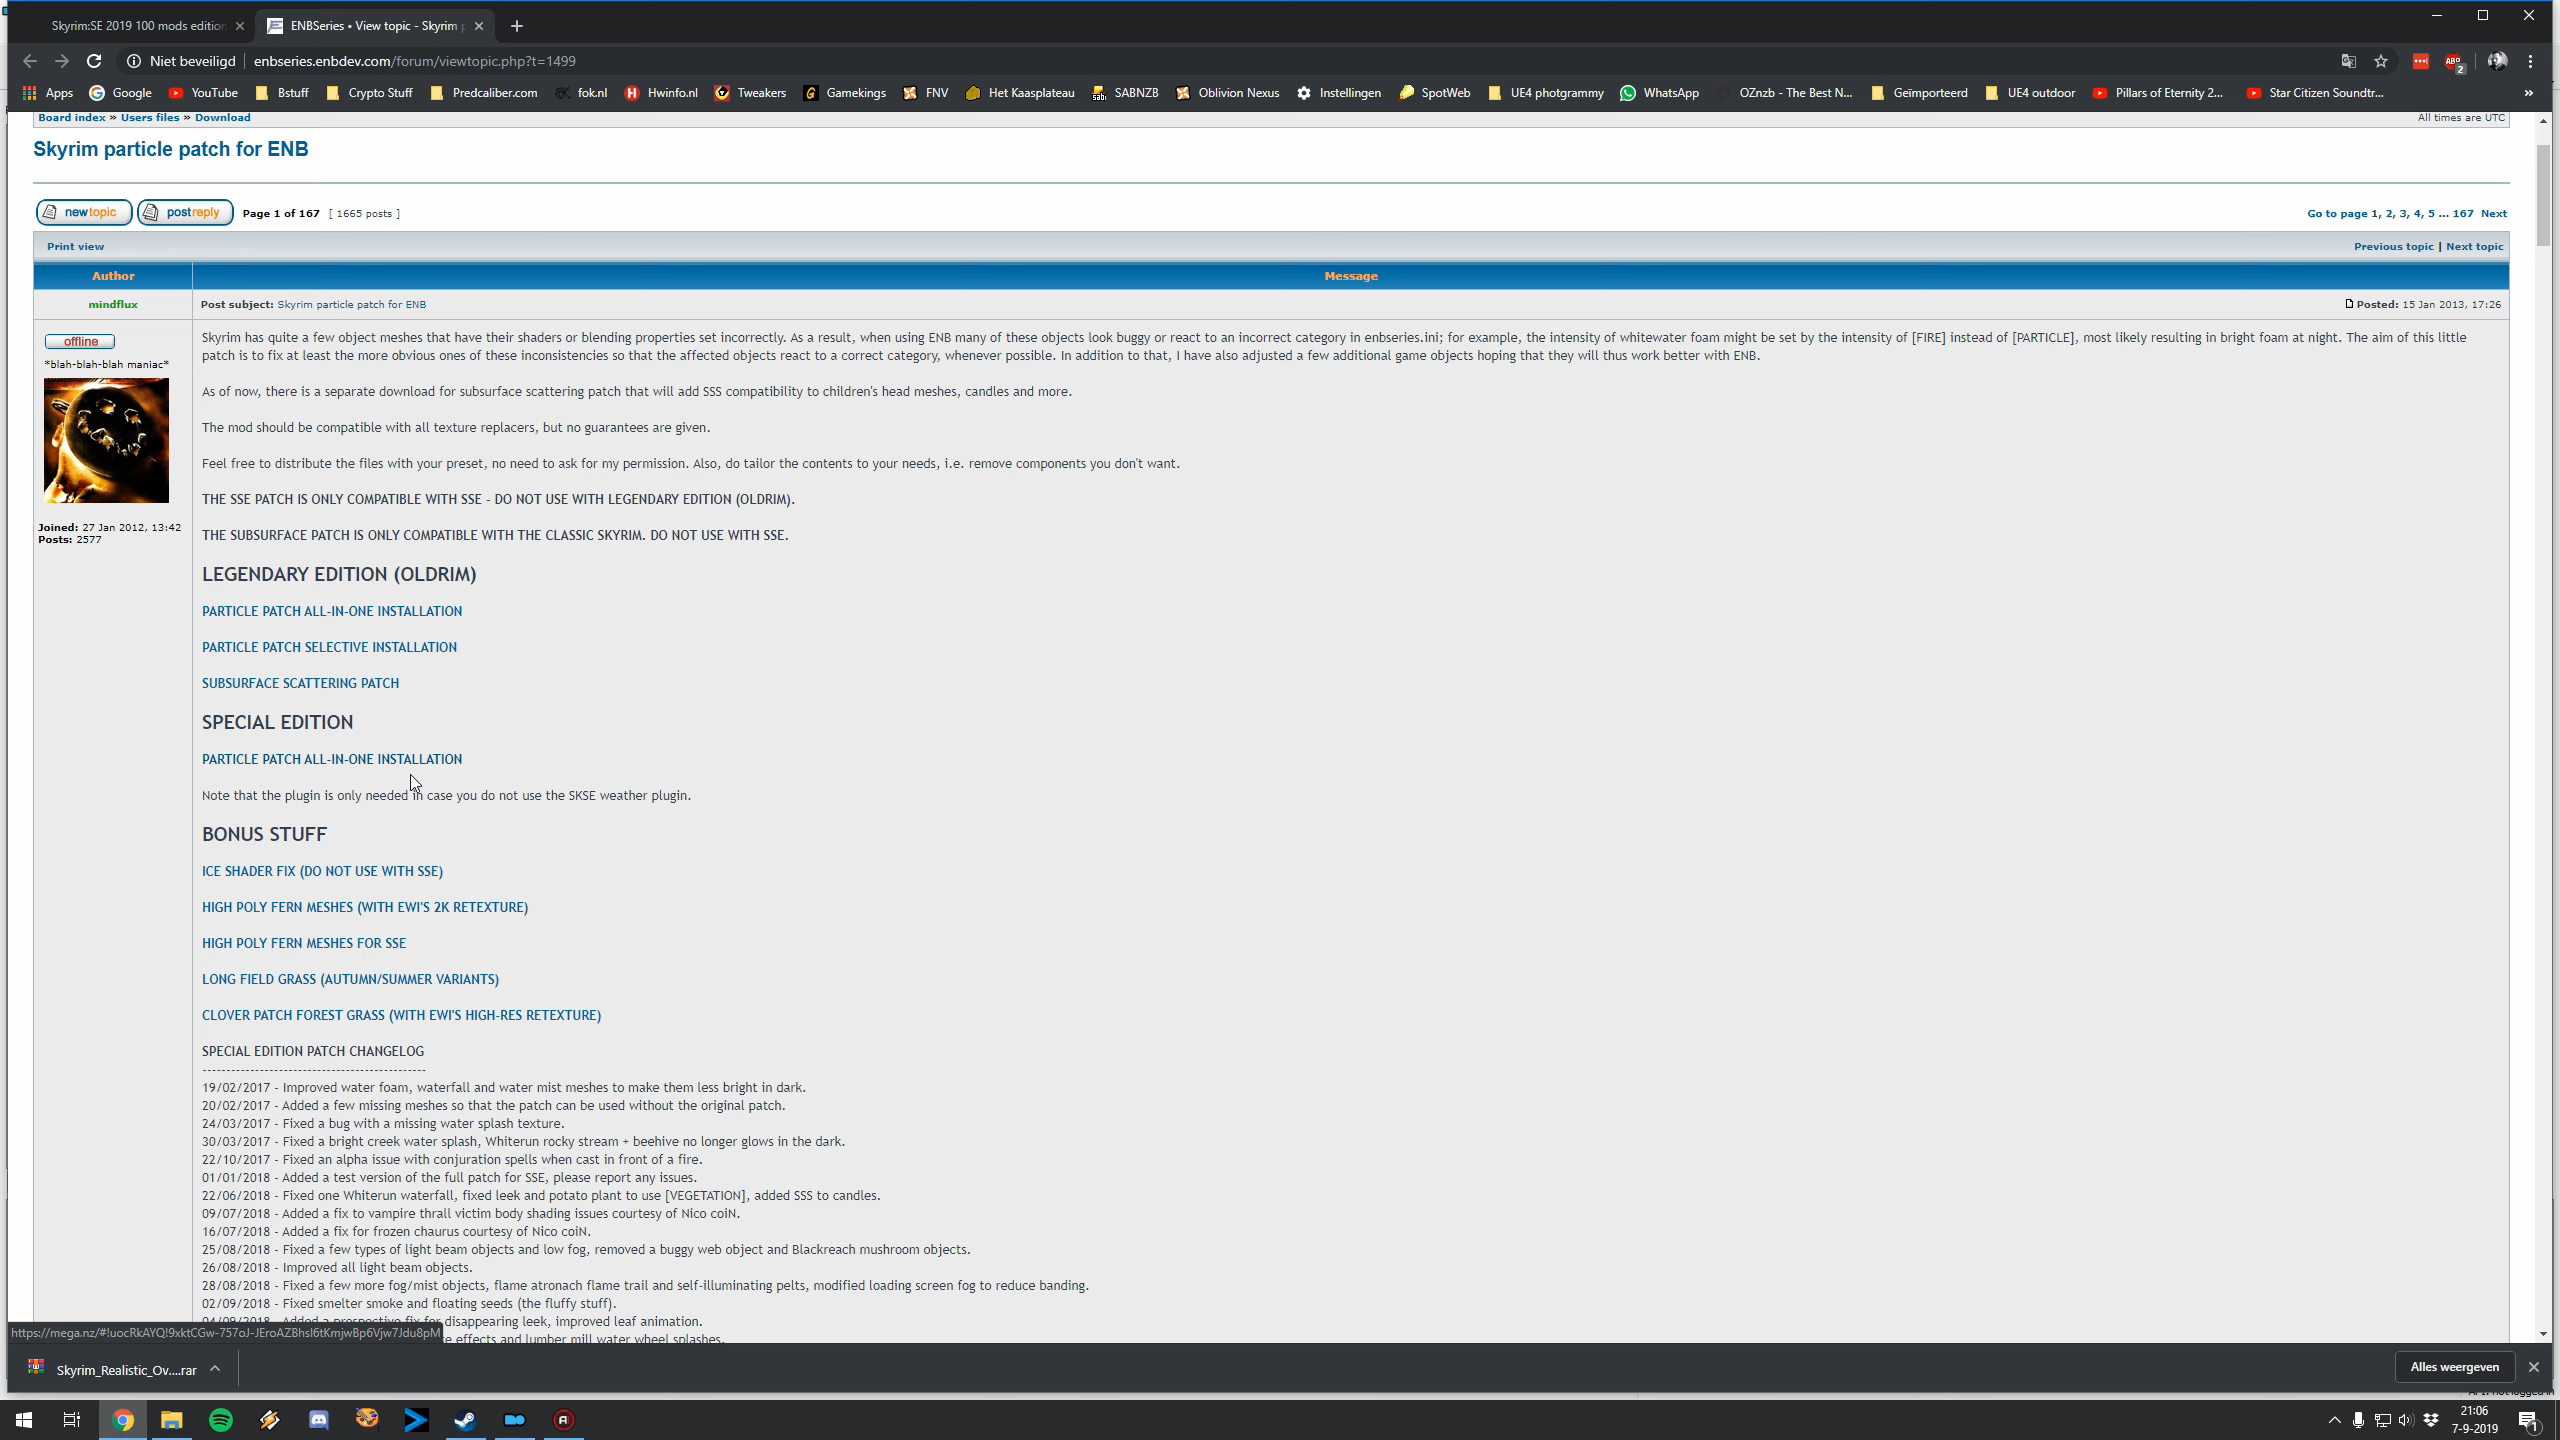 Skyrim:SE 2019 100 mods edition
ENBSeries • View topic - Skyrim p
Niet beveiligd
enbseries.enbdev.com/forum/viewtopic.php?t=1499
ABP
2
Apps
Google
YouTube
Bstuff
Crypto Stuff
Predcaliber.com
fok.nl
Hwinfo.nl
Tweakers
Gamekings
FNV
Het Kaasplateau
SABNZB
Oblivion Nexus
Instellingen
SpotWeb
UE4 photgrammy
WhatsApp
OZnzb - The Best N...
Geïmporteerd
UE4 outdoor
Pillars of Eternity 2...
Star Citizen Soundtr...
»
Board index » Users files » Download
All times are UTC
Skyrim particle patch for ENB
newtopic
postreply
Page 1 of 167 [ 1665 posts ]
Go to page 1, 2, 3, 4, 5 ... 167 Next
Print view
Previous topic | Next topic
Author
Message
mindflux
Post subject: Skyrim particle patch for ENB
Posted: 15 Jan 2013, 17:26
offline
*blah-blah-blah maniac*
Joined: 27 Jan 2012, 13:42
Posts: 2577
Skyrim has quite a few object meshes that have their shaders or blending properties set incorrectly. As a result, when using ENB many of these objects look buggy or react to an incorrect category in enbseries.ini; for example, the intensity of whitewater foam might be set by the intensity of [FIRE] instead of [PARTICLE], most likely resulting in bright foam at night. The aim of this little
patch is to fix at least the more obvious ones of these inconsistencies so that the affected objects react to a correct category, whenever possible. In addition to that, I have also adjusted a few additional game objects hoping that they will thus work better with ENB.
As of now, there is a separate download for subsurface scattering patch that will add SSS compatibility to children's head meshes, candles and more.
The mod should be compatible with all texture replacers, but no guarantees are given.
Feel free to distribute the files with your preset, no need to ask for my permission. Also, do tailor the contents to your needs, i.e. remove components you don't want.
THE SSE PATCH IS ONLY COMPATIBLE WITH SSE - DO NOT USE WITH LEGENDARY EDITION (OLDRIM).
THE SUBSURFACE PATCH IS ONLY COMPATIBLE WITH THE CLASSIC SKYRIM. DO NOT USE WITH SSE.
LEGENDARY EDITION (OLDRIM)
PARTICLE PATCH ALL-IN-ONE INSTALLATION
PARTICLE PATCH SELECTIVE INSTALLATION
SUBSURFACE SCATTERING PATCH
SPECIAL EDITION
PARTICLE PATCH ALL-IN-ONE INSTALLATION
Note that the plugin is only needed in case you do not use the SKSE weather plugin.
BONUS STUFF
ICE SHADER FIX (DO NOT USE WITH SSE)
HIGH POLY FERN MESHES (WITH EWI'S 2K RETEXTURE)
HIGH POLY FERN MESHES FOR SSE
LONG FIELD GRASS (AUTUMN/SUMMER VARIANTS)
CLOVER PATCH FOREST GRASS (WITH EWI'S HIGH-RES RETEXTURE)
SPECIAL EDITION PATCH CHANGELOG
-----------------------------------------------
19/02/2017 - Improved water foam, waterfall and water mist meshes to make them less bright in dark.
20/02/2017 - Added a few missing meshes so that the patch can be used without the original patch.
24/03/2017 - Fixed a bug with a missing water splash texture.
30/03/2017 - Fixed a bright creek water splash, Whiterun rocky stream + beehive no longer glows in the dark.
22/10/2017 - Fixed an alpha issue with conjuration spells when cast in front of a fire.
01/01/2018 - Added a test version of the full patch for SSE, please report any issues.
22/06/2018 - Fixed one Whiterun waterfall, fixed leek and potato plant to use [VEGETATION], added SSS to candles.
09/07/2018 - Added a fix to vampire thrall victim body shading issues courtesy of Nico coiN.
16/07/2018 - Added a fix for frozen chaurus courtesy of Nico coiN.
25/08/2018 - Fixed a few types of light beam objects and low fog, removed a buggy web object and Blackreach mushroom objects.
26/08/2018 - Improved all light beam objects.
28/08/2018 - Fixed a few more fog/mist objects, flame atronach flame trail and self-illuminating pelts, modified loading screen fog to reduce banding.
02/09/2018 - Fixed smelter smoke and floating seeds (the fluffy stuff).
04/09/2018 - Added a prospective fix for disappearing leek, improved leaf animation.
effects and lumber mill water wheel splashes.
https://mega.nz/#!uocRkAYQ!9xktCGw-757oJ-JEroAZBhsl6tKmjwBp6Vjw7Jdu8pM
Skyrim_Realistic_Ov....rar
Alles weergeven
21:06
7-9-2019
1